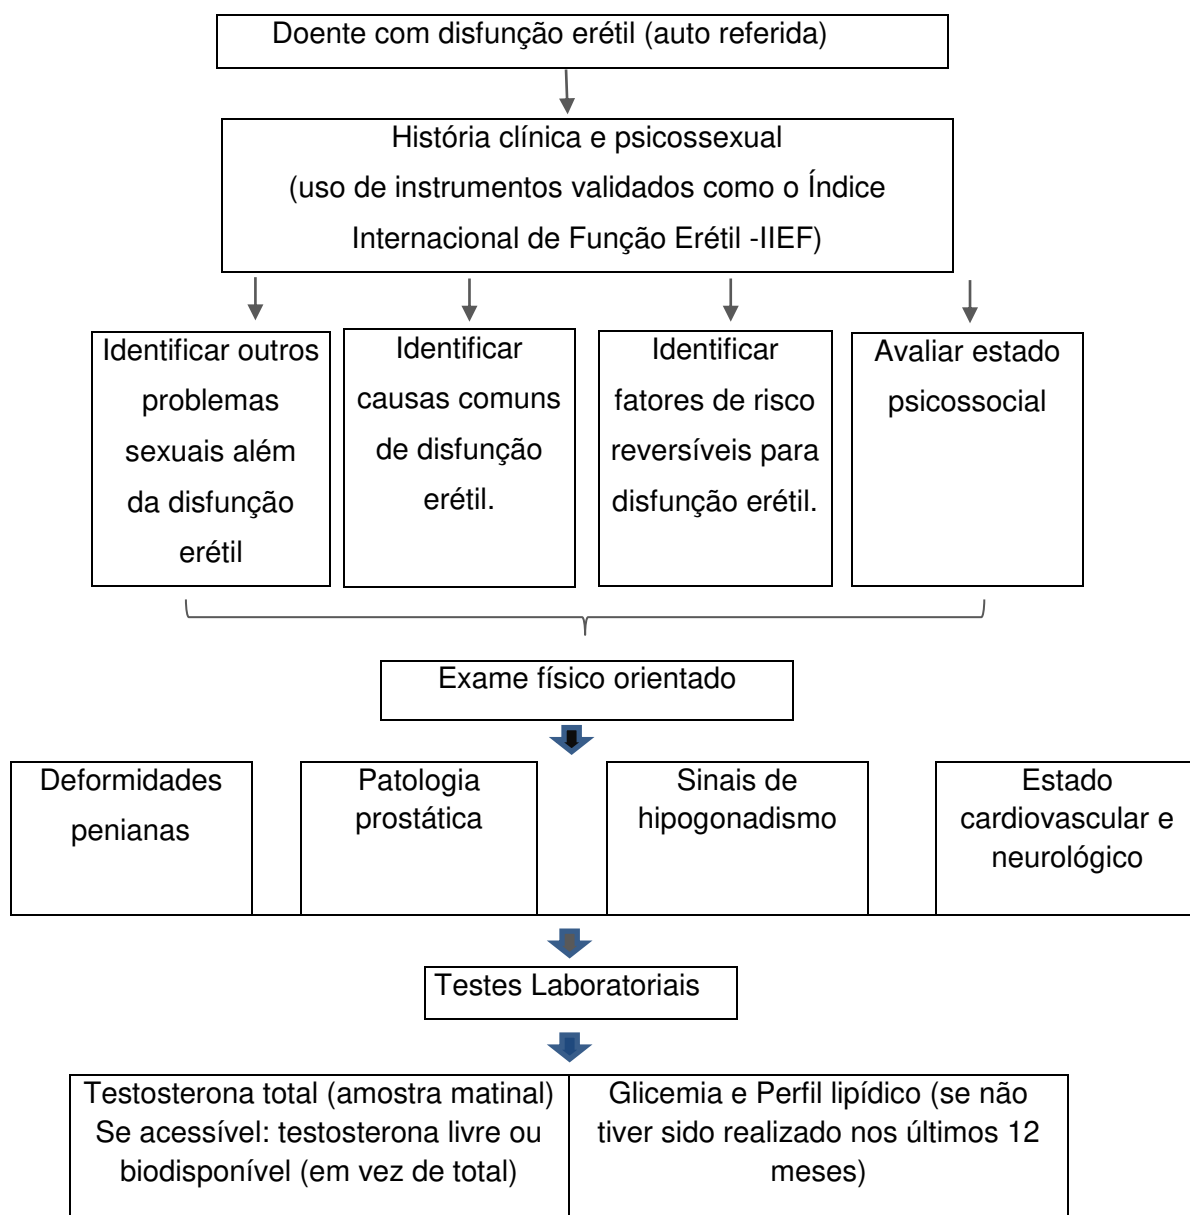 Doente com disfunção erétil (auto referida)
História clínica e psicossexual
(uso de instrumentos validados como o Índice
Internacional de Função Erétil -IIEF)
Identificar outros
problemas
sexuais além
da disfunção
erétil
Identificar
causas comuns
de disfunção
erétil.
Identificar
fatores de risco
reversíveis para
disfunção erétil.
Avaliar estado
psicossocial
Exame físico orientado
Deformidades
penianas
Patologia
prostática
Sinais de
hipogonadismo
Estado
cardiovascular e
neurológico
Testes Laboratoriais
Testosterona total (amostra matinal)
Se acessível: testosterona livre ou
biodisponível (em vez de total)
Glicemia e Perfil lipídico (se não
tiver sido realizado nos últimos 12
meses)